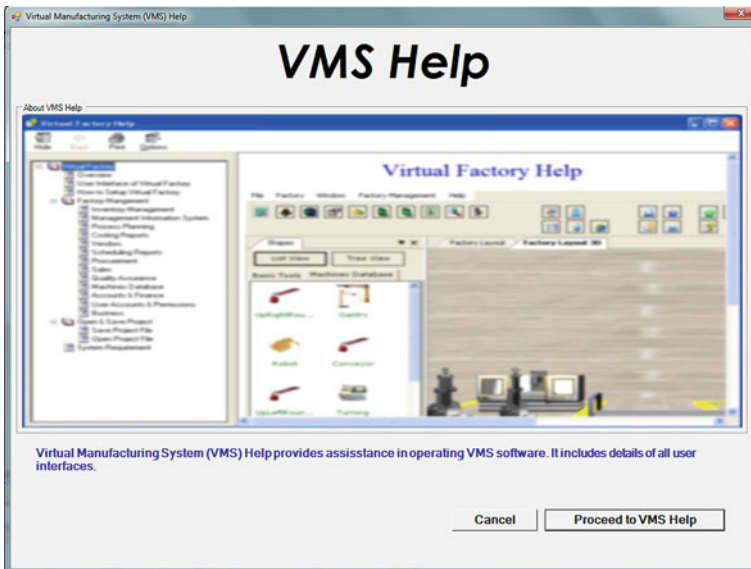 Virtual Manufacturing System (VMS) Help
VMS Help
About VMS Help
Virtual Factory Help
Hide Print Options
Virtual Factory
Overview
User Interface of Virtual Factory
How to Setup Virtual Factory
Factory Mangement
Inventory Management
Management Information System
Process Planning
Costing Reports
Vendors
Scheduling Reports
Procurement
Sales
Quality Assurance
Machines Database
Accounts & Finance
User Accounts & Permissions
Business
Open & Save Project
Save Project File
Open Project File
System Requirement
Virtual Factory Help
File Factory Window Factory Management Help
Shapes
Factory Layout Factory Layout 3D
List View Tree View
Basic Tools Machines Database
UpRightRou... Gantry
Robot Conveyor
UpLeftRoun... Turning
Virtual Manufacturing System (VMS) Help provides assisstance in operating VMS software. It includes details of all user
interfaces.
Cancel Proceed to VMS Help